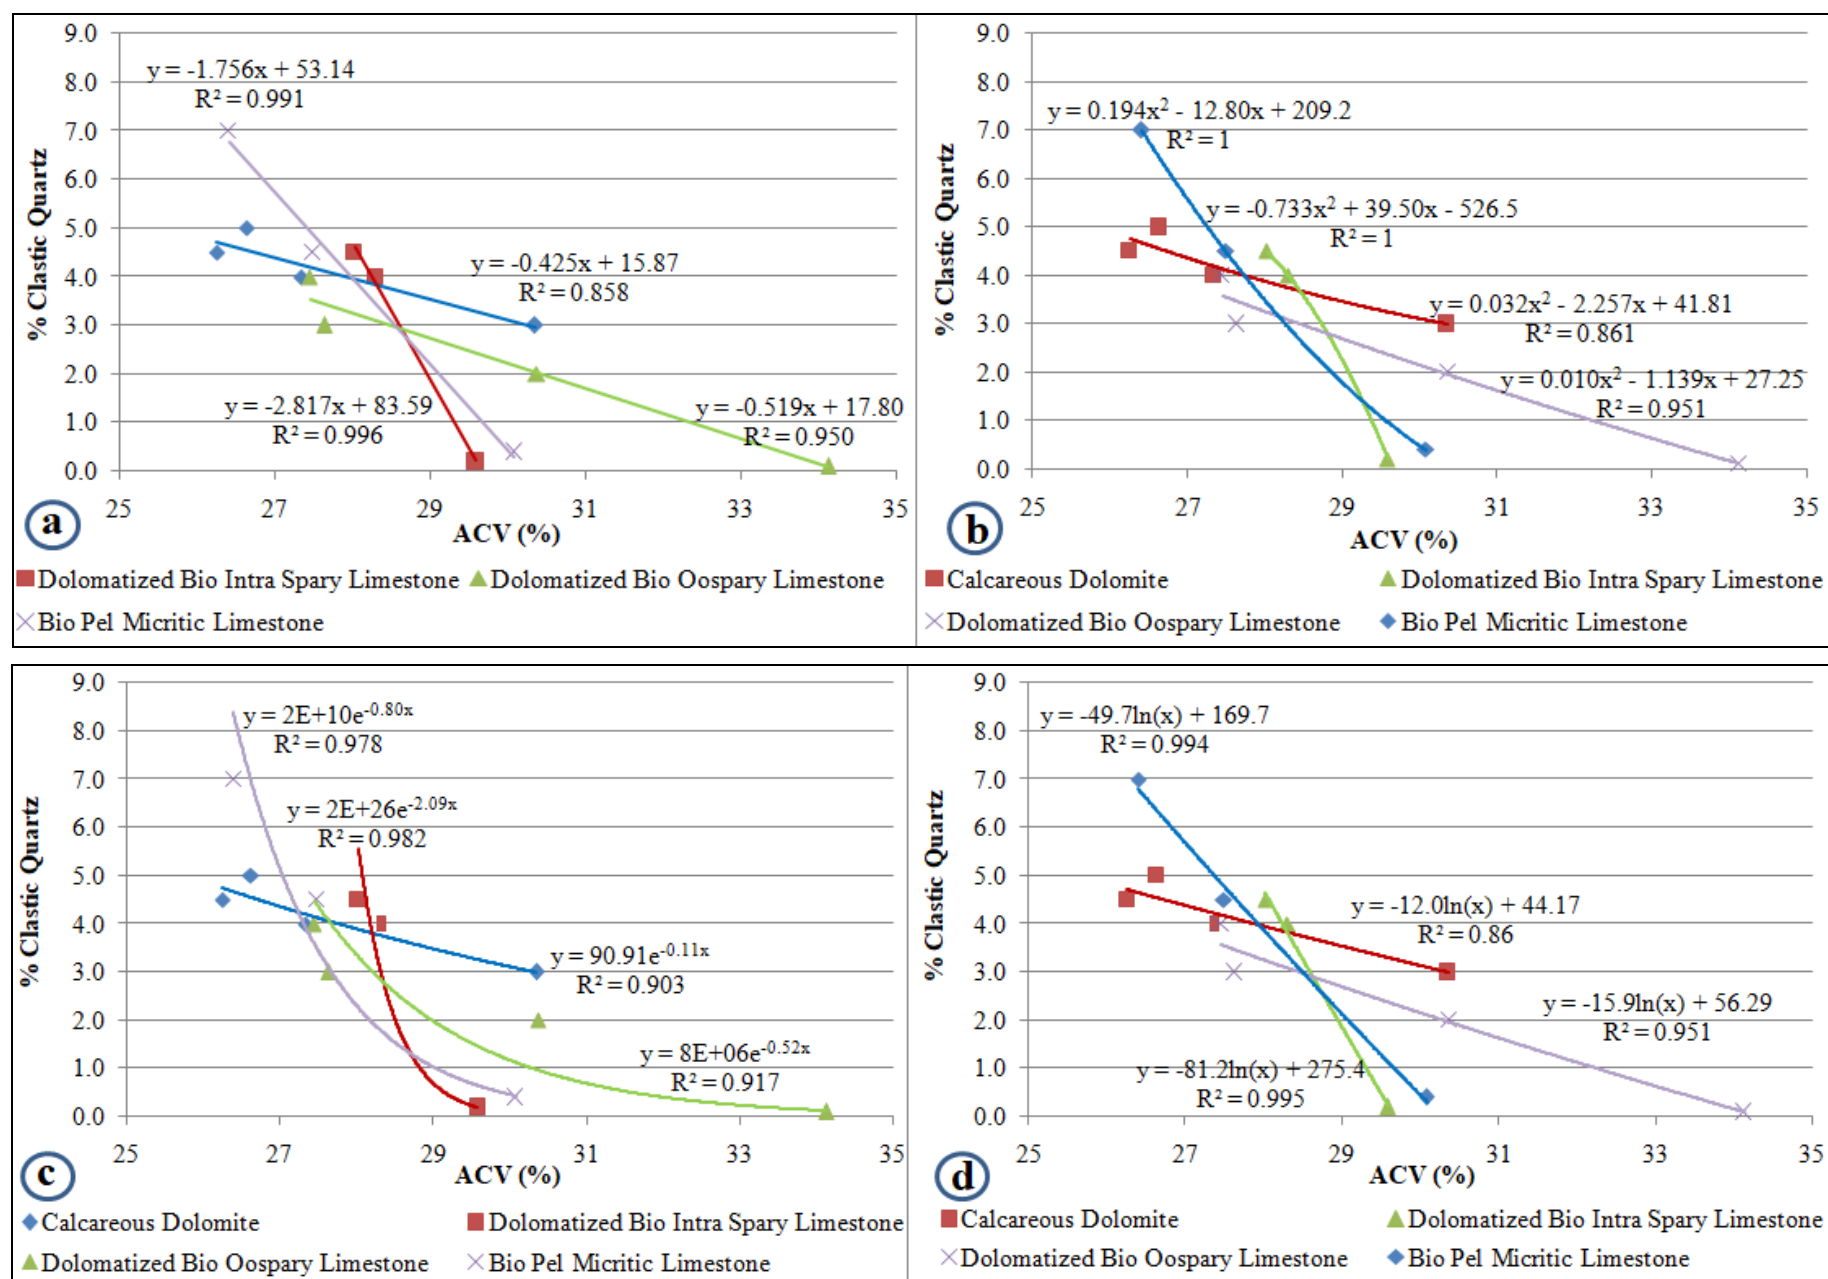 9.0
8.0
7.0
6.0
5.0
4.0
3.0
2.0
1.0
0.0
% Clastic Quartz
y = -1.756x + 53.14
R² = 0.991
y = -0.425x + 15.87
R² = 0.858
y = -2.817x + 83.59
R² = 0.996
y = -0.519x + 17.80
R² = 0.950
25 27 29 31 33 35
ACV (%)
a
Dolomatized Bio Intra Spary Limestone Dolomatized Bio Oospary Limestone
Bio Pel Micritic Limestone
9.0
8.0
7.0
6.0
5.0
4.0
3.0
2.0
1.0
0.0
% Clastic Quartz
y = 0.194x² - 12.80x + 209.2
R² = 1
y = -0.733x² + 39.50x - 526.5
R² = 1
y = 0.032x² - 2.257x + 41.81
R² = 0.861
y = 0.010x² - 1.139x + 27.25
R² = 0.951
25 27 29 31 33 35
ACV (%)
b
Calcareous Dolomite Dolomatized Bio Intra Spary Limestone
Dolomatized Bio Oospary Limestone Bio Pel Micritic Limestone
9.0
8.0
7.0
6.0
5.0
4.0
3.0
2.0
1.0
0.0
% Clastic Quartz
y = 2E+10e^-0.80x
R² = 0.978
y = 2E+26e^-2.09x
R² = 0.982
y = 90.91e^-0.11x
R² = 0.903
y = 8E+06e^-0.52x
R² = 0.917
25 27 29 31 33 35
ACV (%)
c
Calcareous Dolomite Dolomatized Bio Intra Spary Limestone
Dolomatized Bio Oospary Limestone Bio Pel Micritic Limestone
9.0
8.0
7.0
6.0
5.0
4.0
3.0
2.0
1.0
0.0
% Clastic Quartz
y = -49.7ln(x) + 169.7
R² = 0.994
y = -12.0ln(x) + 44.17
R² = 0.86
y = -15.9ln(x) + 56.29
R² = 0.951
y = -81.2ln(x) + 275.4
R² = 0.995
25 27 29 31 33 35
ACV (%)
d
Calcareous Dolomite Dolomatized Bio Intra Spary Limestone
Dolomatized Bio Oospary Limestone Bio Pel Micritic Limestone